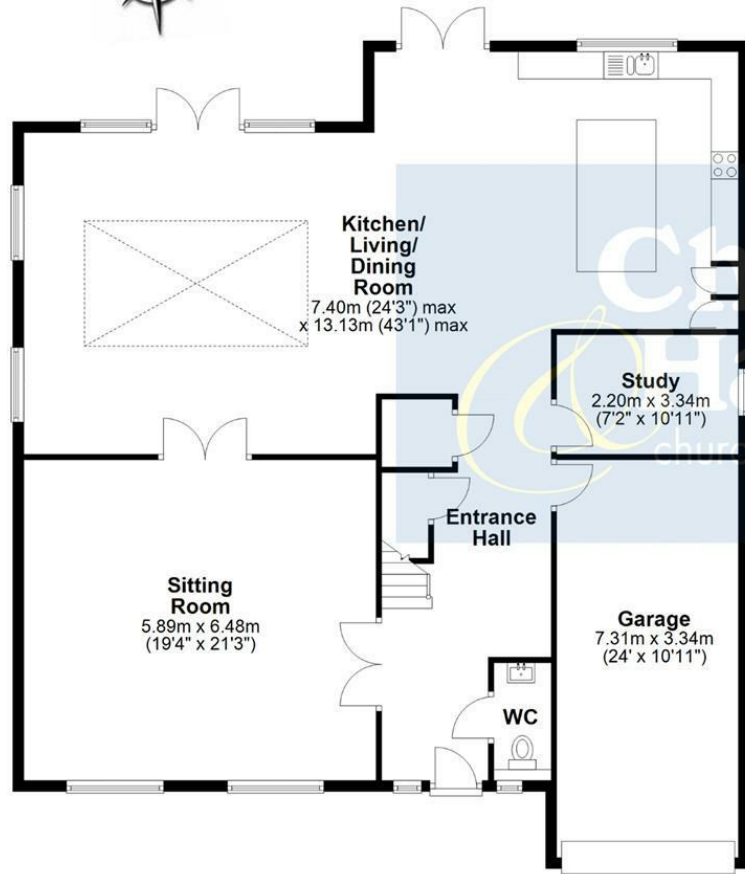 Kitchen/
Living/
Dining
Room
7.40m (24'3") max
x 13.13m (43'1") max
Study
2.20m x 3.34m
(7'2" x 10'11")
Entrance
Hall
Sitting
Room
5.89m x 6.48m
(19'4" x 21'3")
Garage
7.31m x 3.34m
(24' x 10'11")
WC